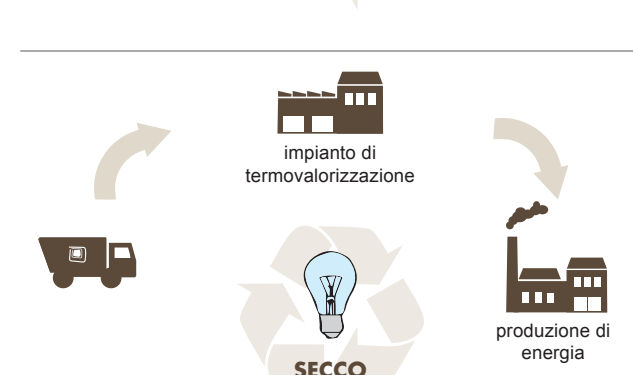 impianto di
termovalorizzazione
produzione di
energia
SECCO